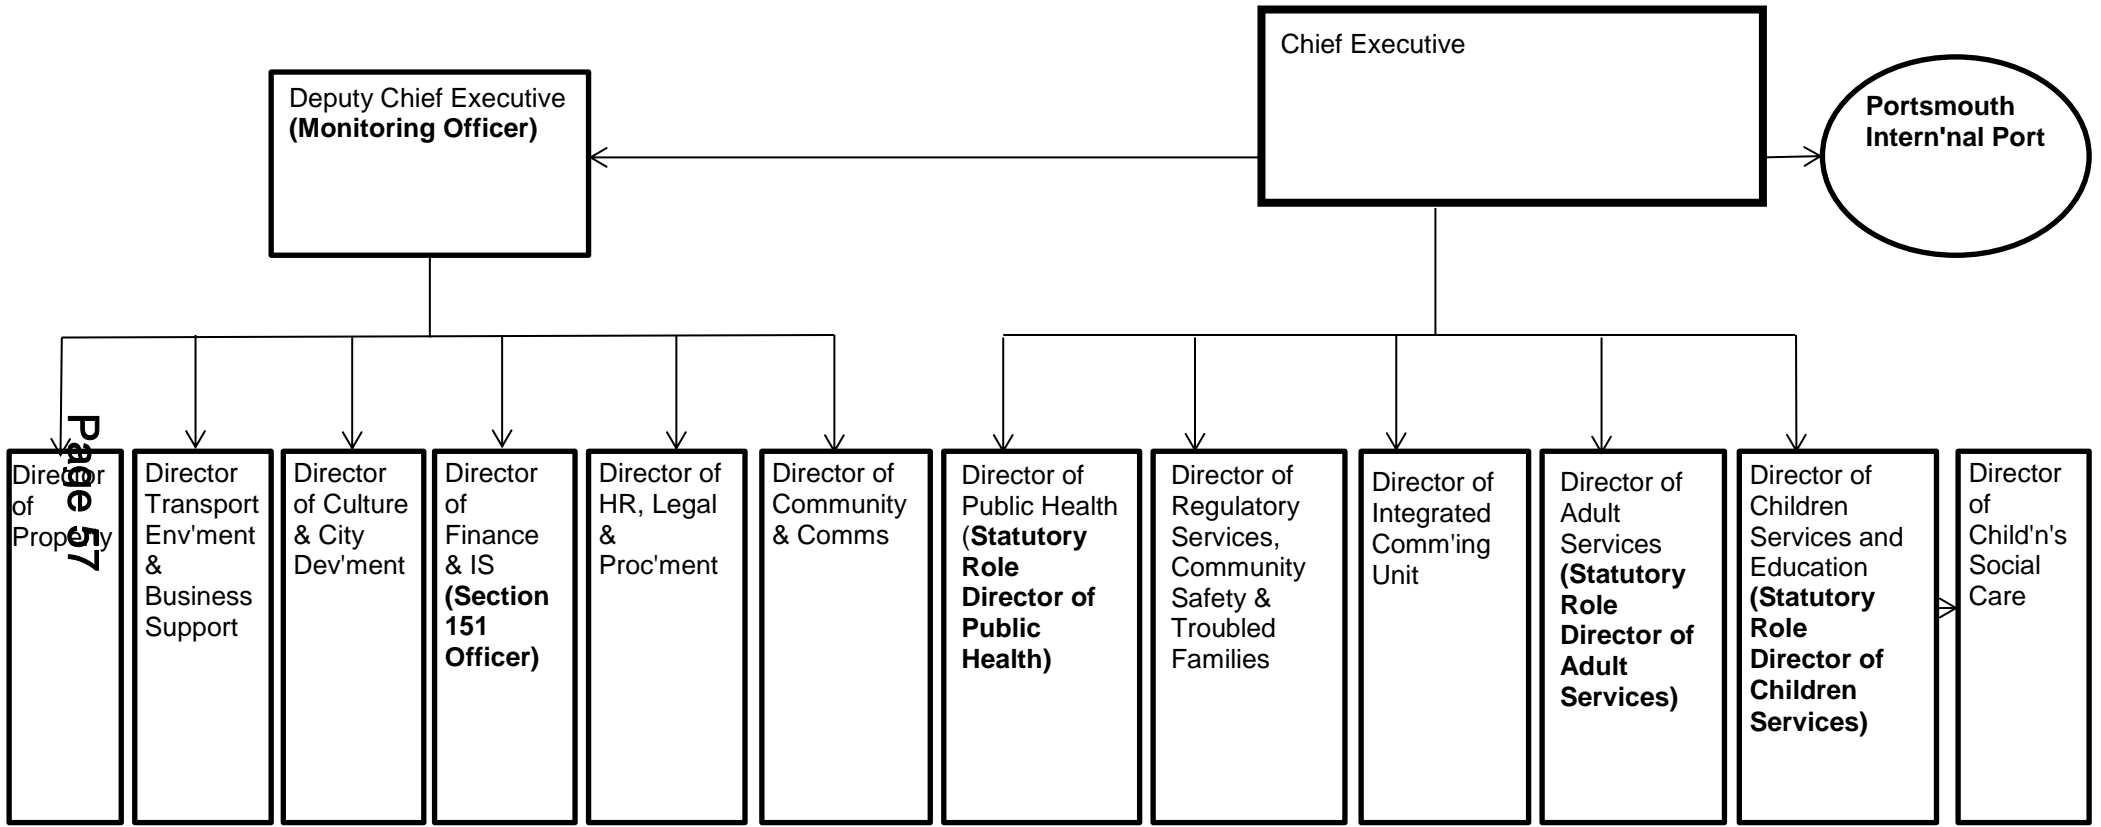 Chief Executive
Deputy Chief Executive
(Monitoring Officer)
Portsmouth
Intern'nal Port
Page 57
Director
of
Property
Director
Transport
Env'ment
&
Business
Support
Director
of Culture
& City
Dev'ment
Director
of
Finance
& IS
(Section
151
Officer)
Director of
HR, Legal
&
Proc'ment
Director of
Community
& Comms
Director of
Public Health
(Statutory
Role
Director of
Public
Health)
Director of
Regulatory
Services,
Community
Safety &
Troubled
Families
Director of
Integrated
Comm'ing
Unit
Director of
Adult
Services
(Statutory
Role
Director of
Adult
Services)
Director of
Children
Services and
Education
(Statutory
Role
Director of
Children
Services)
Director
of
Child'n's
Social
Care